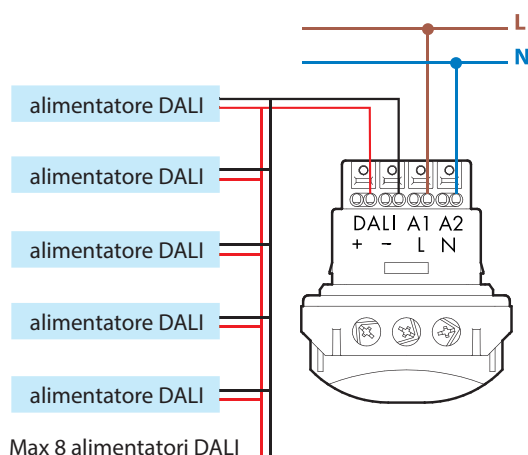 L
N
alimentatore DALI
alimentatore DALI
alimentatore DALI
alimentatore DALI
alimentatore DALI
DALI A1 A2
+ − L N
Max 8 alimentatori DALI